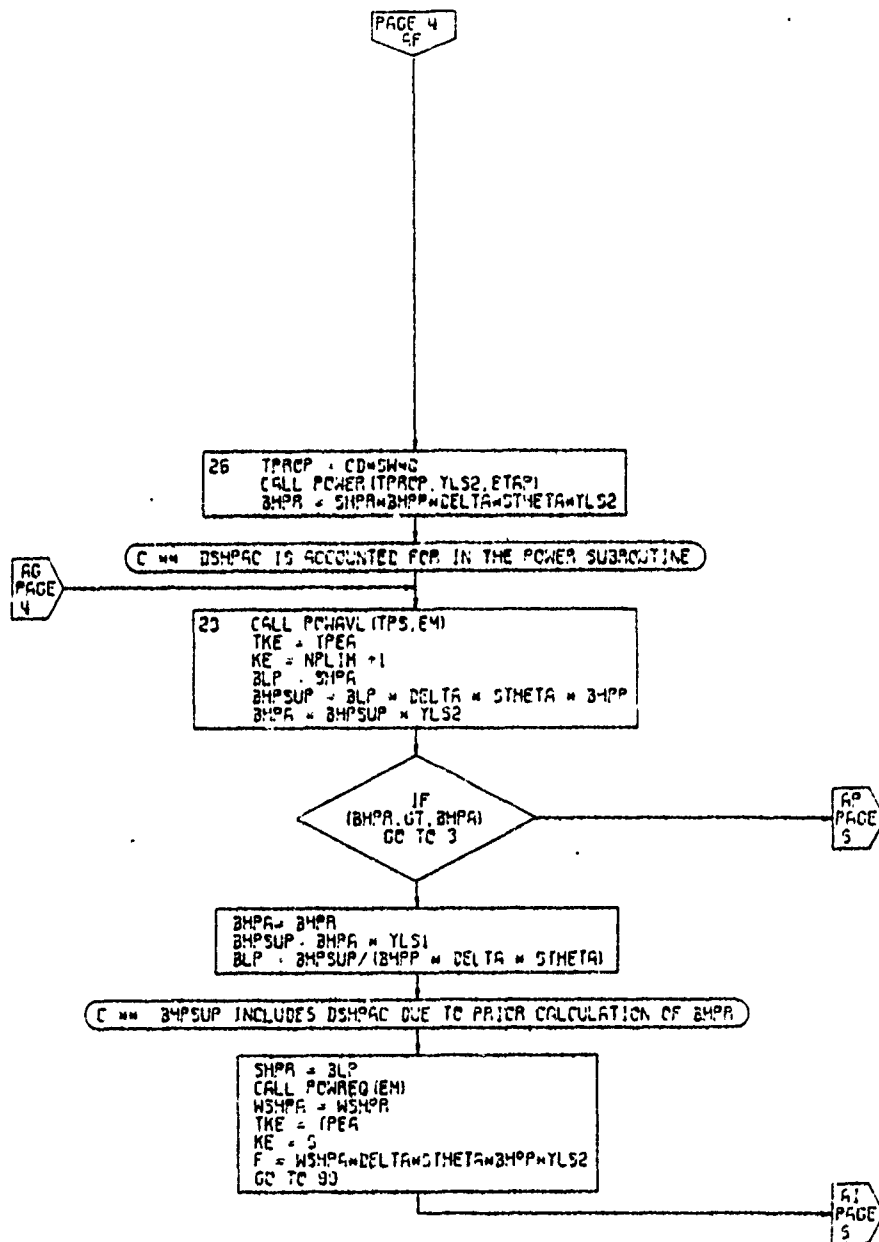 PAGE 4
AF
26 TPROP = CD*SW*Q
CALL POWER(TPROP, YLS2, ETAP)
BHPR = SHPR*BHPP*DELTA*STHETA*YLS2
C ** DSHPAC IS ACCOUNTED FOR IN THE POWER SUBROUTINE
AG
PAGE
4
23 CALL POWAVL(TPS,EM)
TKE = TPEA
KE = NPLIM +1
BLP = SHPA
BHPSUP = BLP * DELTA * STHETA * BHPP
BHPA = BHPSUP * YLS2
IF
(BHPR.GT.BHPA)
GO TO 3
AP
PAGE
5
BHPA= BHPR
BHPSUP = BHPA * YLS1
BLP = BHPSUP/(BHPP * DELTA * STHETA)
C ** BHPSUP INCLUDES DSHPAC DUE TO PRIOR CALCULATION OF BHPR
SHPR = BLP
CALL POWREQ(EM)
WSHPA = WSHPR
TKE = TPEA
KE = 5
F = WSHPA*DELTA*STHETA*BHPP*YLS2
GO TO 90
AI
PAGE
5